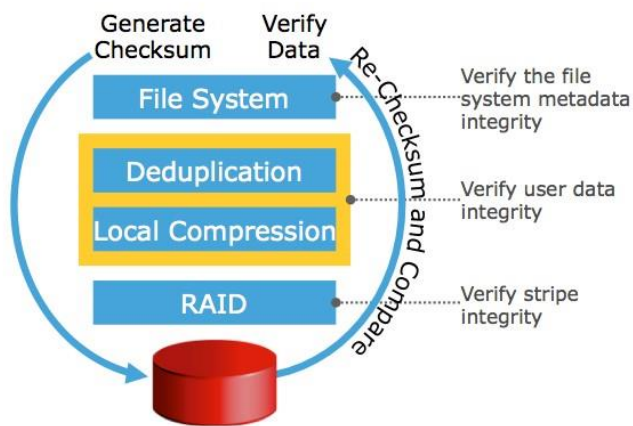 Generate
Checksum
Verify
Data
File System
Deduplication
Local Compression
RAID
Re-Checksum and Compare
Verify the file
system metadata
integrity
Verify user data
integrity
Verify stripe
integrity